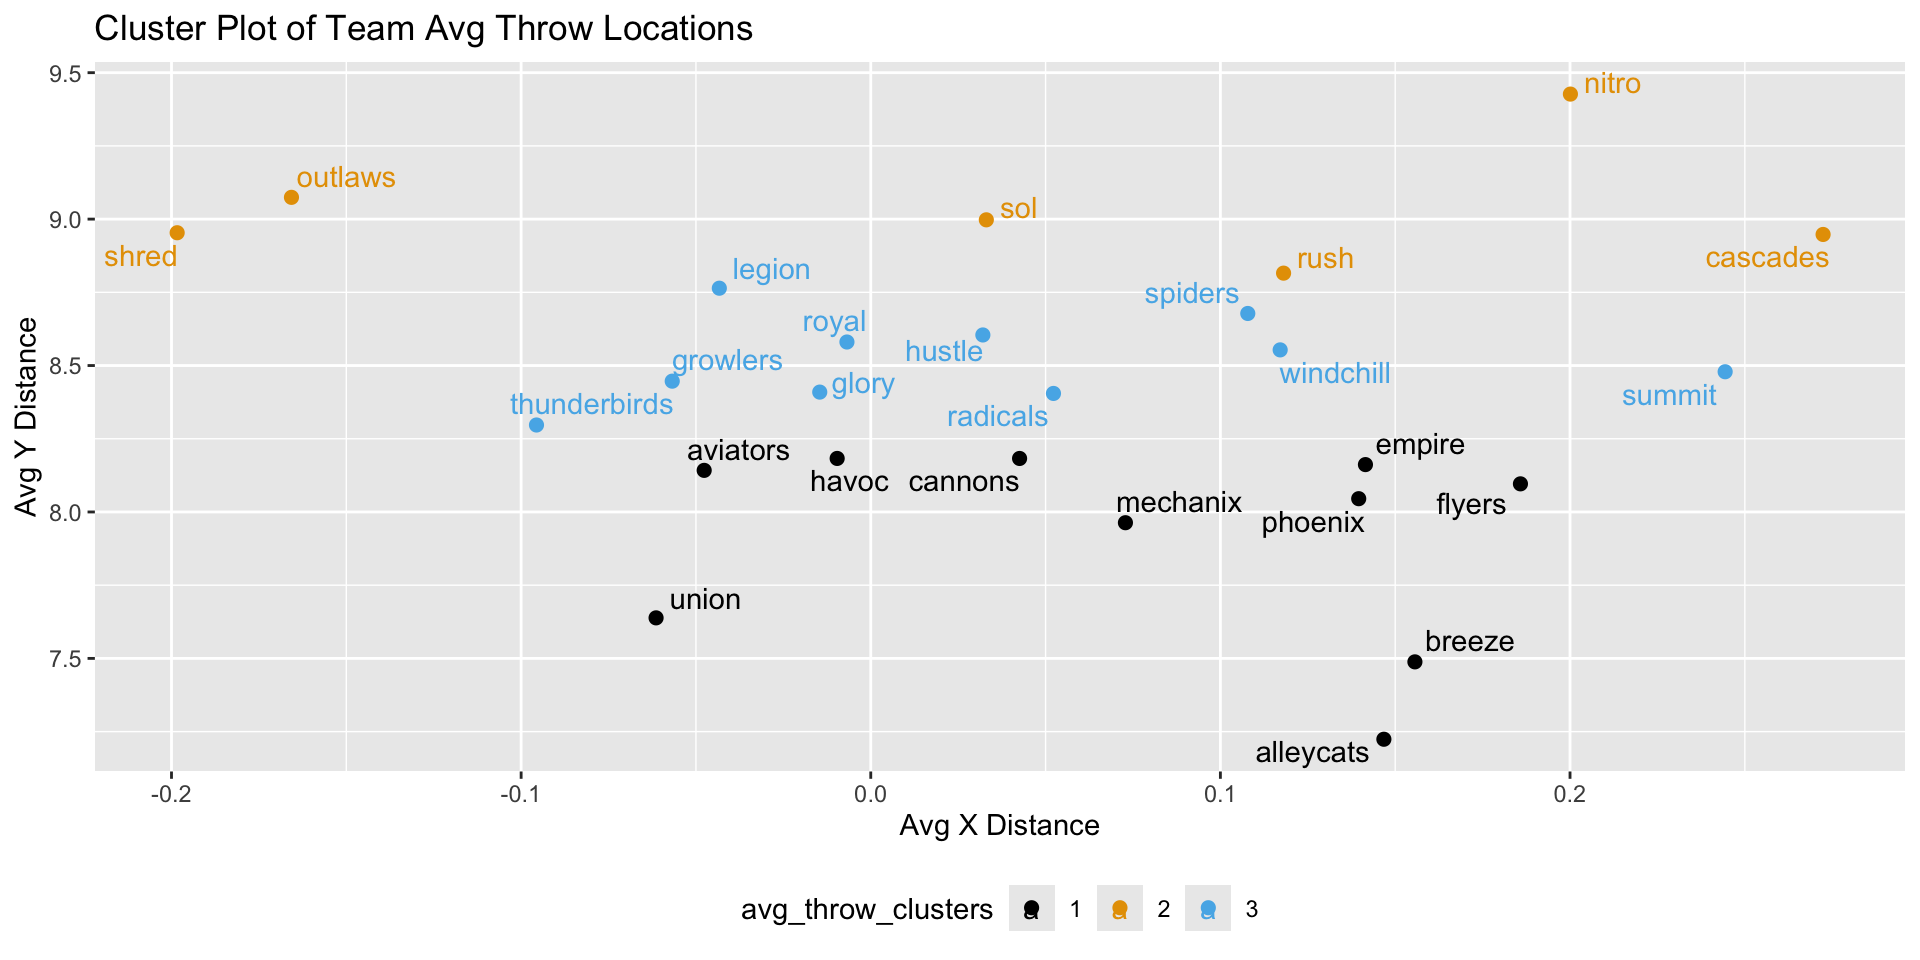 Cluster Plot of Team Avg Throw Locations
9.5
nitro
outlaws
9.0
sol
shred
rush
cascades
legion
spiders
royal
hustle
growlers
8.5
windchill
glory
summit
thunderbirds
radicals
aviators
empire
havoc
cannons
mechanix
flyers
8.0
phoenix
union
breeze
7.5
alleycats
Avg Y Distance
-0.2 -0.1 0.0 0.1 0.2
Avg X Distance
avg_throw_clusters a 1 a 2 a 3